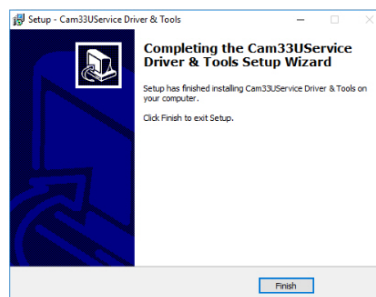 Setup - Cam33UService Driver & Tools
Completing the Cam33UService
Driver & Tools Setup Wizard
Setup has finished installing Cam33UService Driver & Tools on
your computer.
Click Finish to exit Setup.
Finish